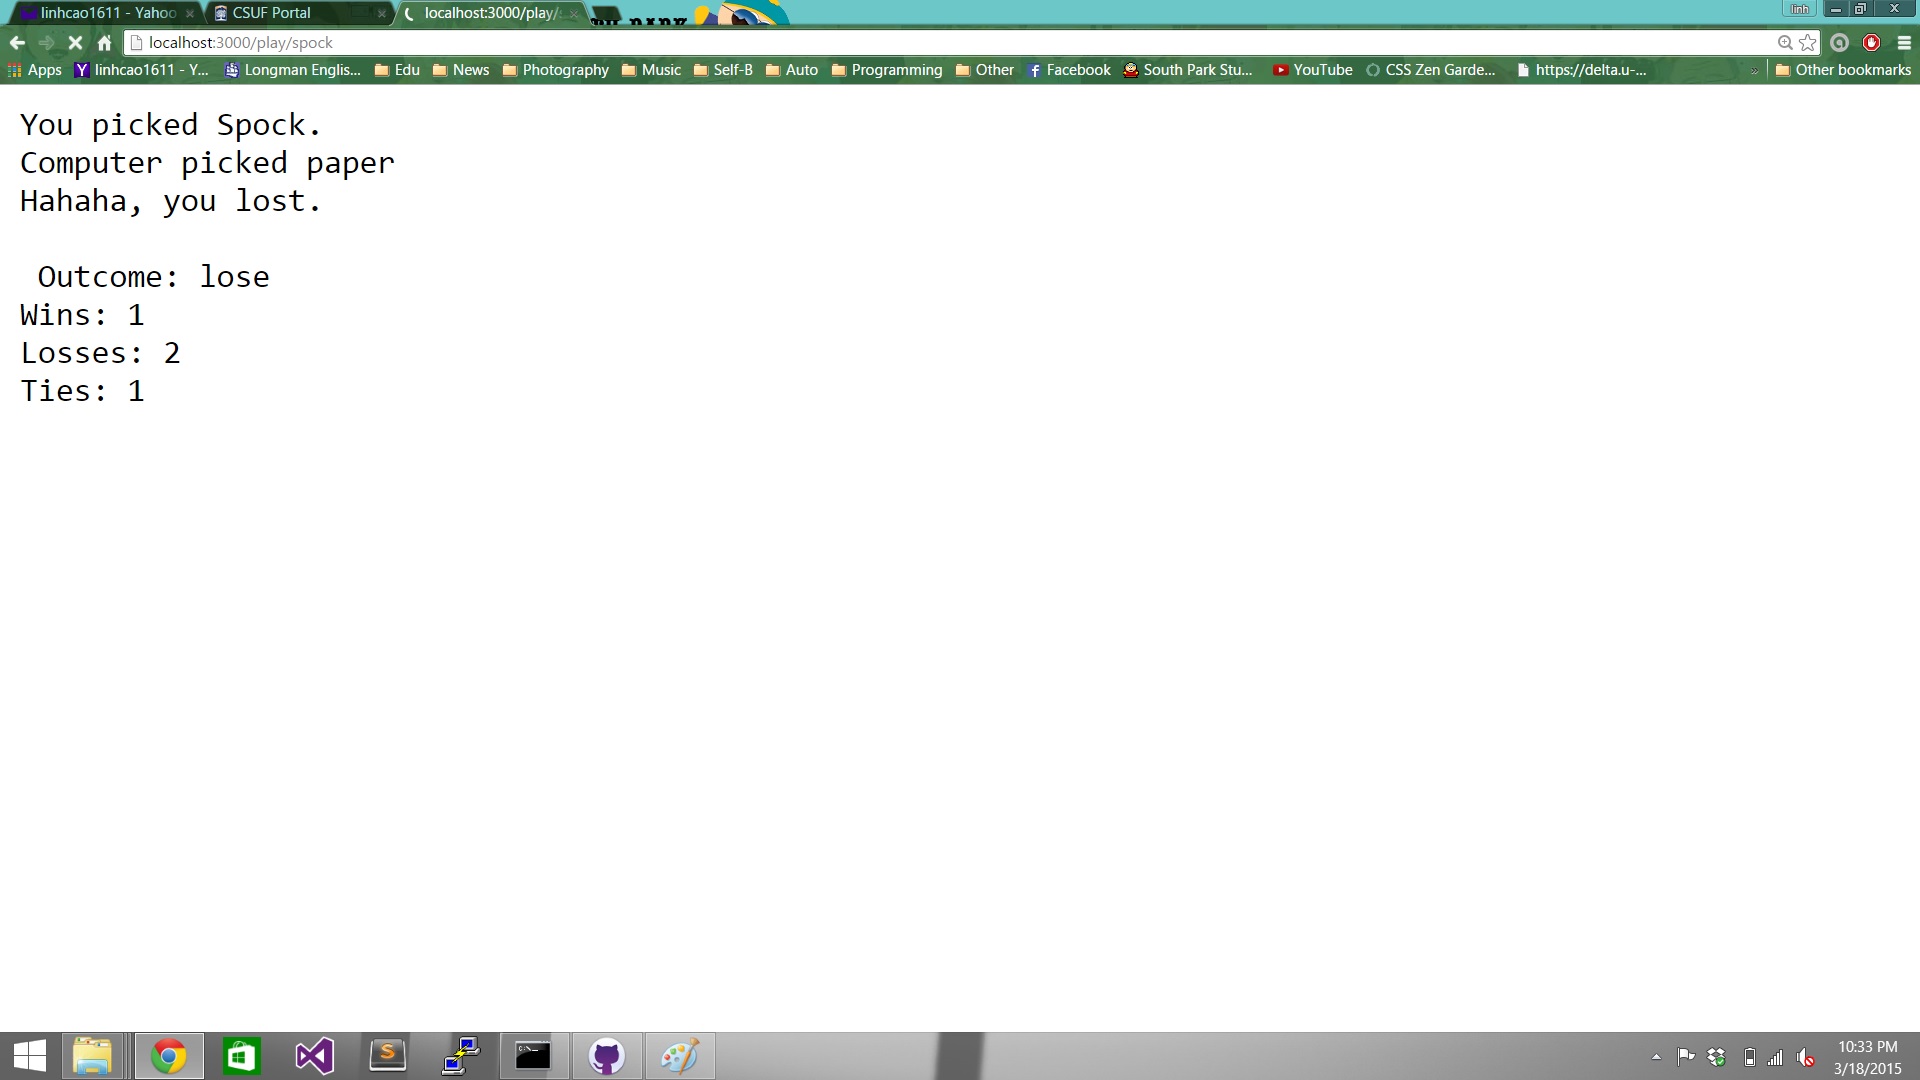 linhcao1611 - Yahoo
CSUF Portal
localhost:3000/play/
linh
localhost:3000/play/spock
Apps
linhcao1611 - Y...
Longman Englis...
Edu
News
Photography
Music
Self-B
Auto
Programming
Other
Facebook
South Park Stu...
YouTube
CSS Zen Garde...
https://delta.u-...
»
Other bookmarks
You picked Spock.
Computer picked paper
Hahaha, you lost.
Outcome: lose
Wins: 1
Losses: 2
Ties: 1
10:33 PM
3/18/2015